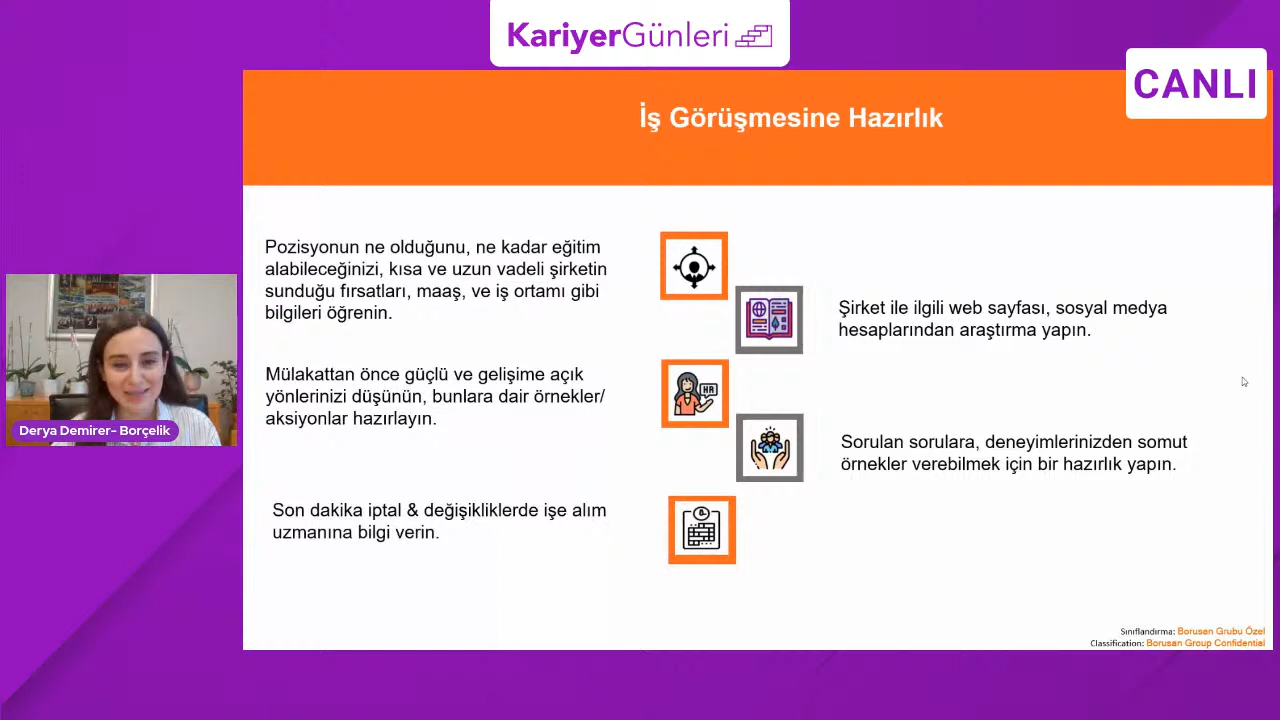 KariyerGünleri
CANLI
İş Görüşmesine Hazırlık
Pozisyonun ne olduğunu, ne kadar eğitim
alabileceğinizi, kısa ve uzun vadeli şirketin
sunduğu fırsatları, maaş, ve iş ortamı gibi
bilgileri öğrenin.
Şirket ile ilgili web sayfası, sosyal medya
hesaplarından araştırma yapın.
Mülakattan önce güçlü ve gelişime açık
yönlerinizi düşünün, bunlara dair örnekler/
aksiyonlar hazırlayın.
HR
Sorulan sorulara, deneyimlerinizden somut
örnekler verebilmek için bir hazırlık yapın.
Son dakika iptal & değişikliklerde işe alım
uzmanına bilgi verin.
Derya Demirer- Borçelik
Sınıflandırma: Borusan Grubu Özel
Classification: Borusan Group Confidential